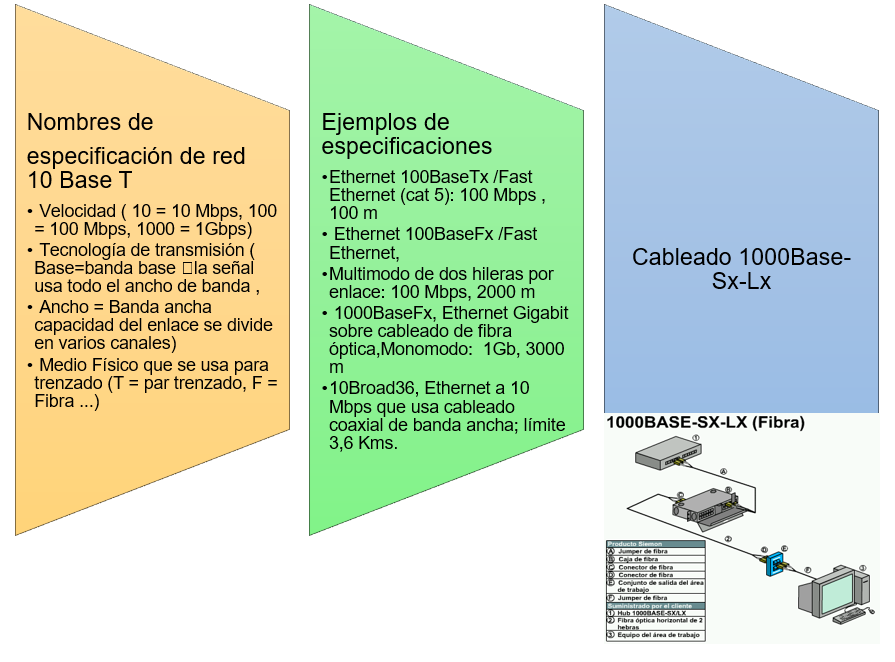 Nombres de
especificación de red
10 Base T
• Velocidad ( 10 = 10 Mbps, 100
= 100 Mbps, 1000 = 1Gbps)
• Tecnología de transmisión (
Base=banda base la señal
usa todo el ancho de banda ,
• Ancho = Banda ancha
capacidad del enlace se divide
en varios canales)
• Medio Físico que se usa para
trenzado (T = par trenzado, F =
Fibra ...)
Ejemplos de
especificaciones
•Ethernet 100BaseTx /Fast
Ethernet (cat 5): 100 Mbps ,
100 m
• Ethernet 100BaseFx /Fast
Ethernet,
•Multimodo de dos hileras por
enlace: 100 Mbps, 2000 m
• 1000BaseFx, Ethernet Gigabit
sobre cableado de fibra
óptica,Monomodo: 1Gb, 3000
m
•10Broad36, Ethernet a 10
Mbps que usa cableado
coaxial de banda ancha; límite
3,6 Kms.
Cableado 1000Base-
Sx-Lx
1000BASE-SX-LX (Fibra)
1
A
C
B
2
D
E
F
3
Producto Siemon
A Jumper de fibra
B Caja de fibra
C Conector de fibra
D Conector de fibra
E Conjunto de salida del área
de trabajo
F Jumper de fibra
Suministrado por el cliente
1 Hub 1000BASE-SX/LX
2 Fibra óptica horizontal de 2
hebras
3 Equipo del área de trabajo